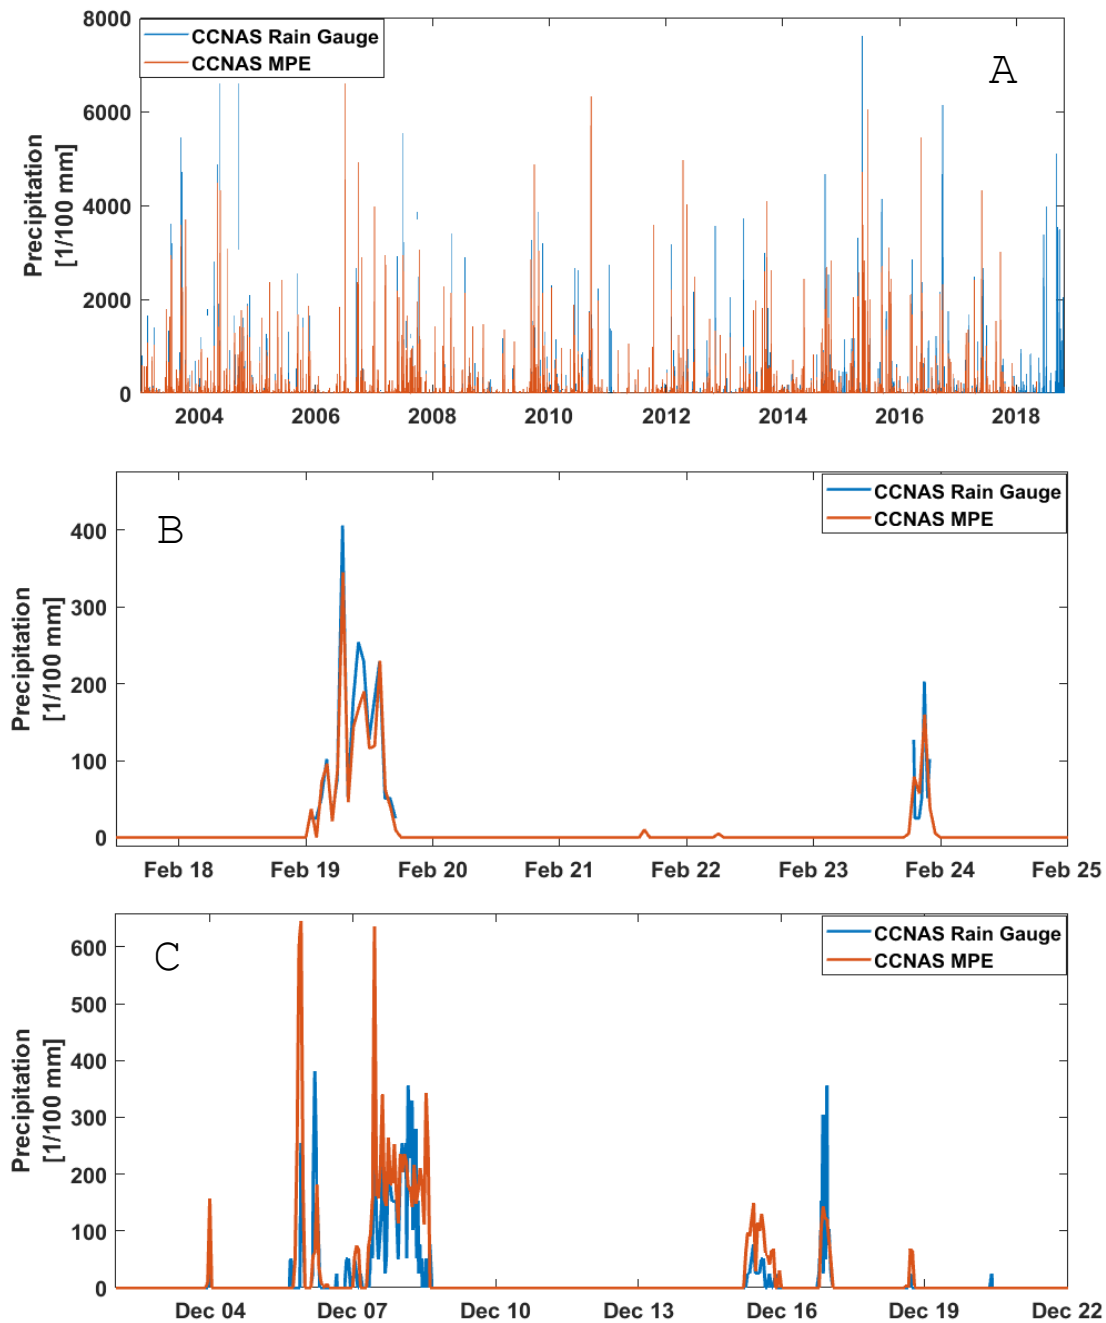 8000
6000
4000
2000
0
Precipitation
[1/100 mm]
CCNAS Rain Gauge
CCNAS MPE
A
2004 2006 2008 2010 2012 2014 2016 2018
400
300
200
100
0
Precipitation
[1/100 mm]
B
CCNAS Rain Gauge
CCNAS MPE
Feb 18 Feb 19 Feb 20 Feb 21 Feb 22 Feb 23 Feb 24 Feb 25
600
500
400
300
200
100
0
Precipitation
[1/100 mm]
C
CCNAS Rain Gauge
CCNAS MPE
Dec 04 Dec 07 Dec 10 Dec 13 Dec 16 Dec 19 Dec 22